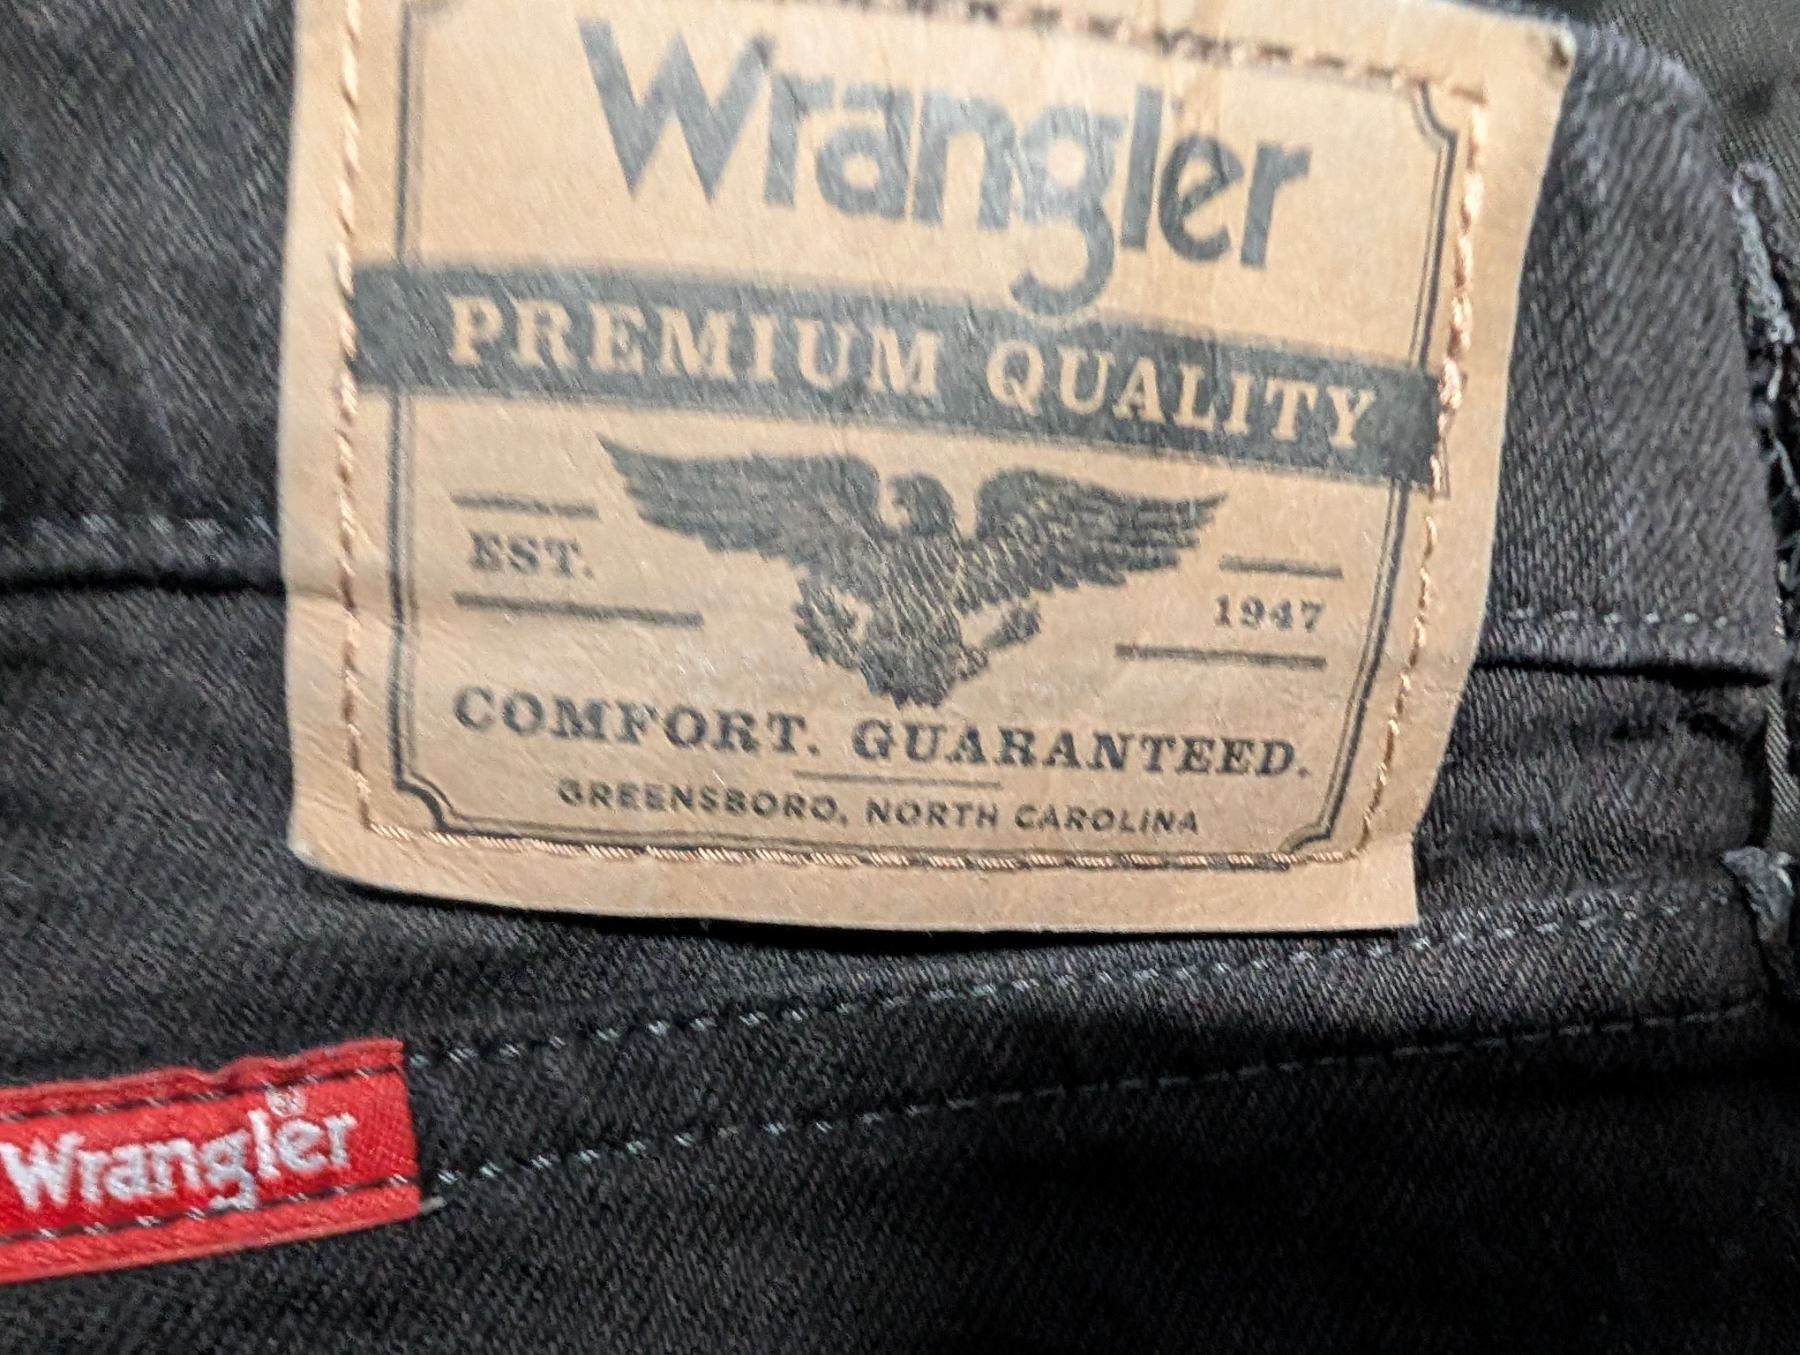 Wrangler
PREMIUM QUALITY
EST. 1947
COMFORT. GUARANTEED.
GREENSBORO, NORTH CAROLINA
Wrangler®